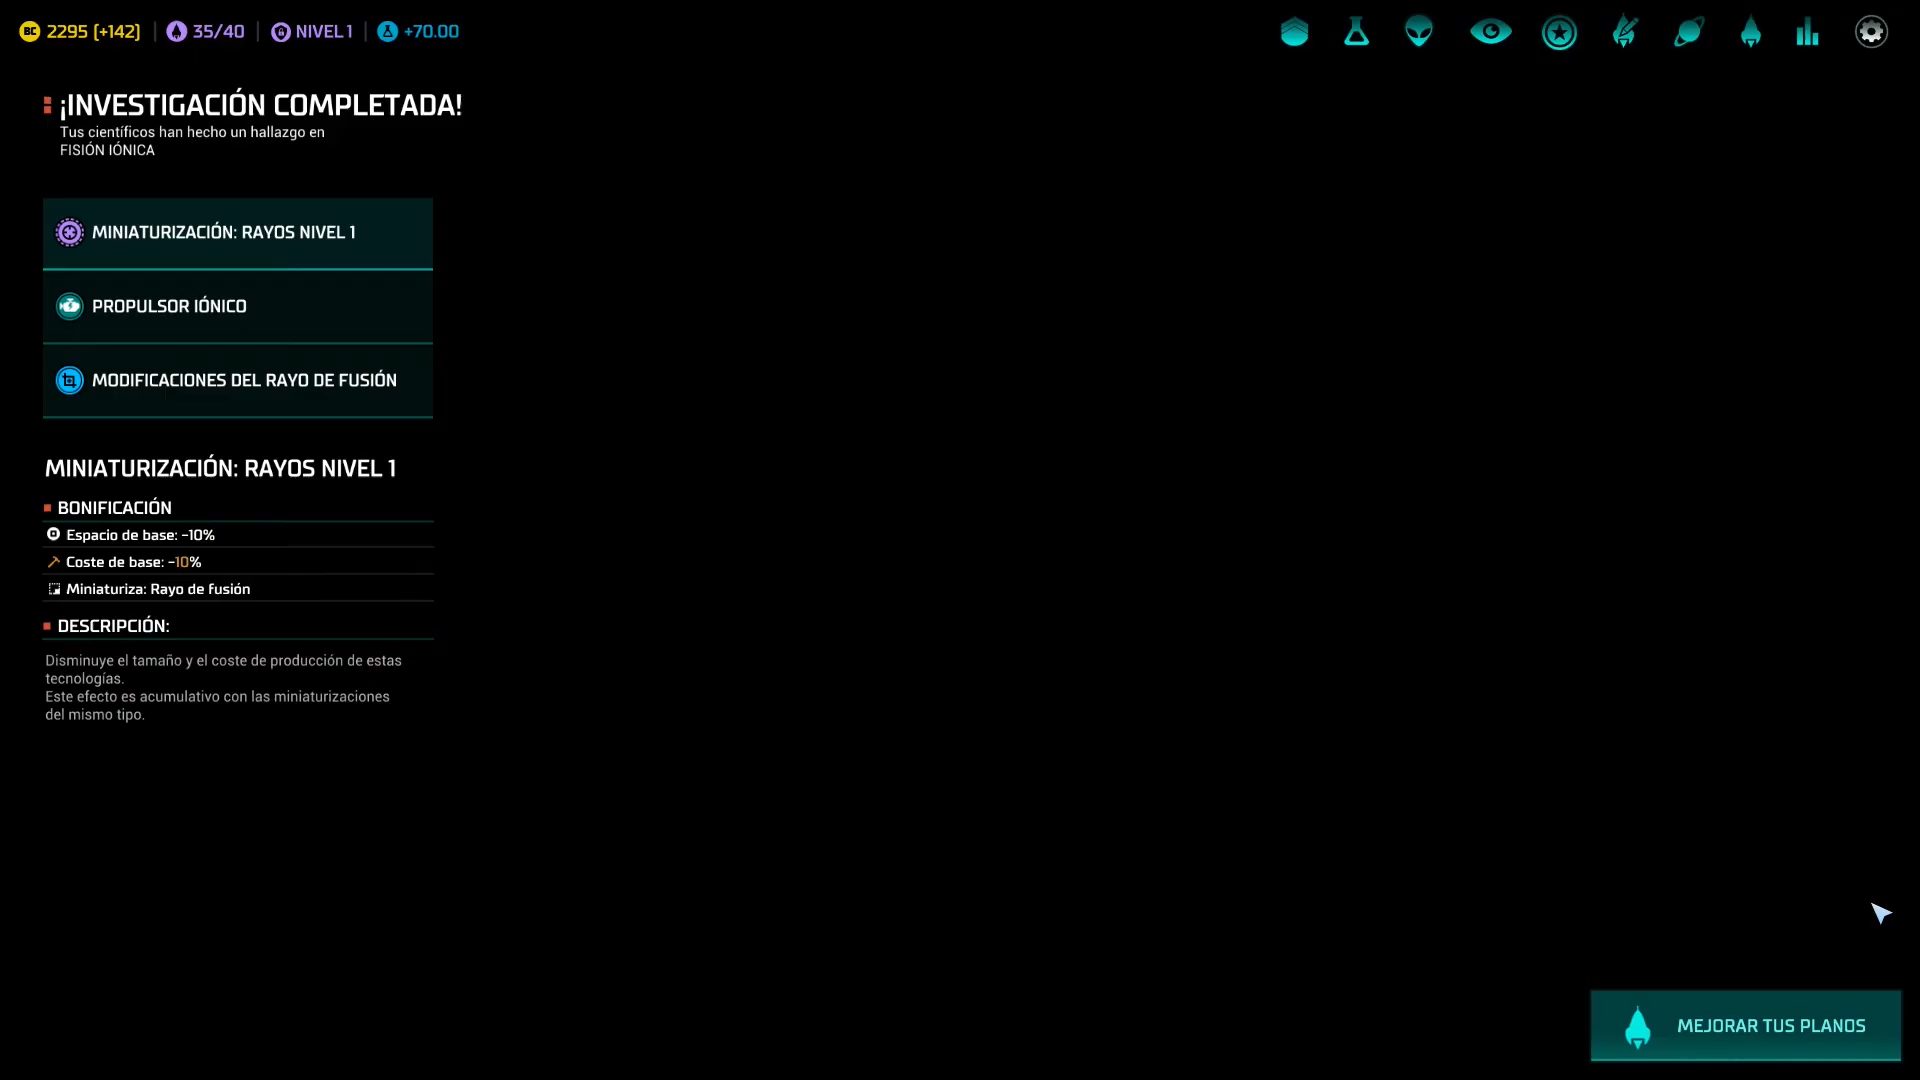 BC 2295 [+142] 35/40 NIVEL 1 +70.00
¡INVESTIGACIÓN COMPLETADA!
Tus científicos han hecho un hallazgo en
FISIÓN IÓNICA
MINIATURIZACIÓN: RAYOS NIVEL 1
PROPULSOR IÓNICO
MODIFICACIONES DEL RAYO DE FUSIÓN
MINIATURIZACIÓN: RAYOS NIVEL 1
BONIFICACIÓN
Espacio de base: -10%
Coste de base: -10%
Miniaturiza: Rayo de fusión
DESCRIPCIÓN:
Disminuye el tamaño y el coste de producción de estas
tecnologías.
Este efecto es acumulativo con las miniaturizaciones
del mismo tipo.
MEJORAR TUS PLANOS